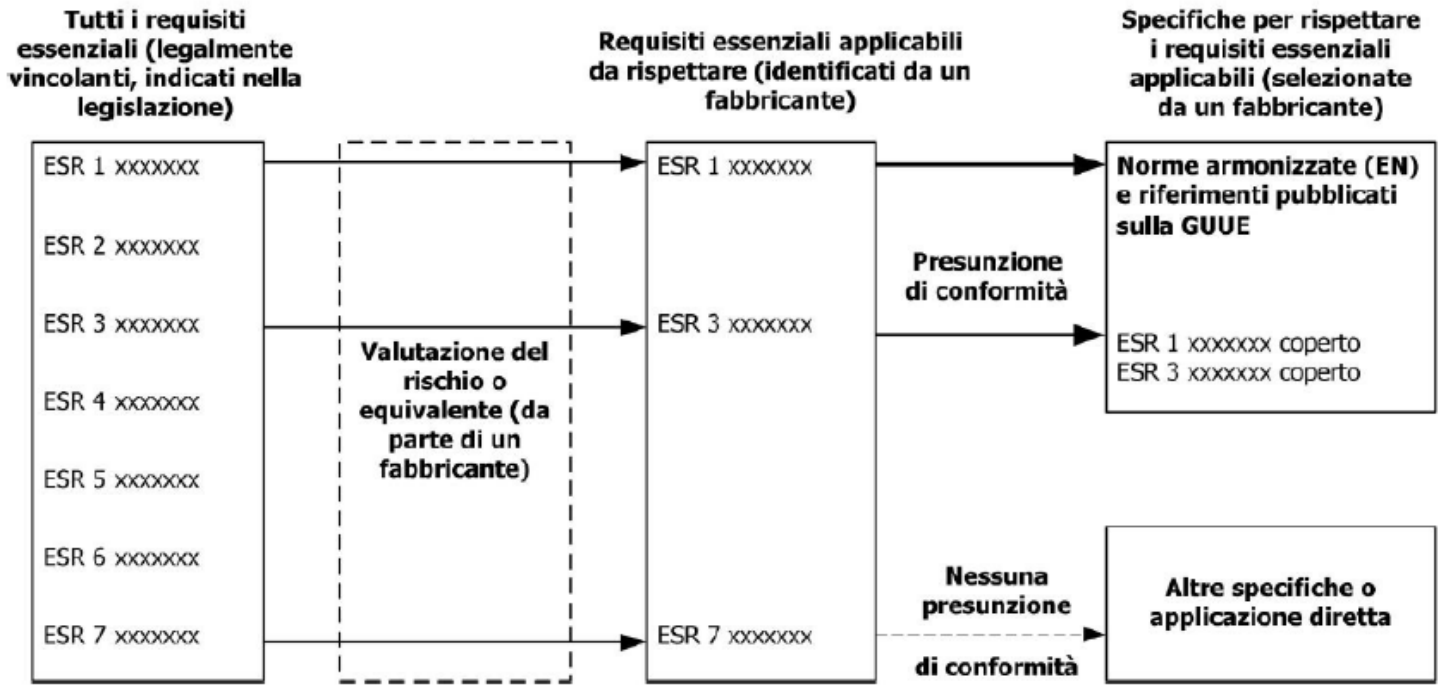 Tutti i requisiti
essenziali (legalmente
vincolanti, indicati nella
legislazione)
ESR 1 xxxxxxx
ESR 2 xxxxxxx
ESR 3 xxxxxxx
ESR 4 xxxxxxx
ESR 5 xxxxxxx
ESR 6 xxxxxxx
ESR 7 xxxxxxx
Valutazione del
rischio o
equivalente (da
parte di un
fabbricante)
Requisiti essenziali applicabili
da rispettare (identificati da un
fabbricante)
ESR 1 xxxxxxx
ESR 3 xxxxxxx
ESR 7 xxxxxxx
Presunzione
di conformità
Nessuna
presunzione
di conformità
Specifiche per rispettare
i requisiti essenziali
applicabili (selezionate
da un fabbricante)
Norme armonizzate (EN)
e riferimenti pubblicati
sulla GUUE
ESR 1 xxxxxxx coperto
ESR 3 xxxxxxx coperto
Altre specifiche o
applicazione diretta